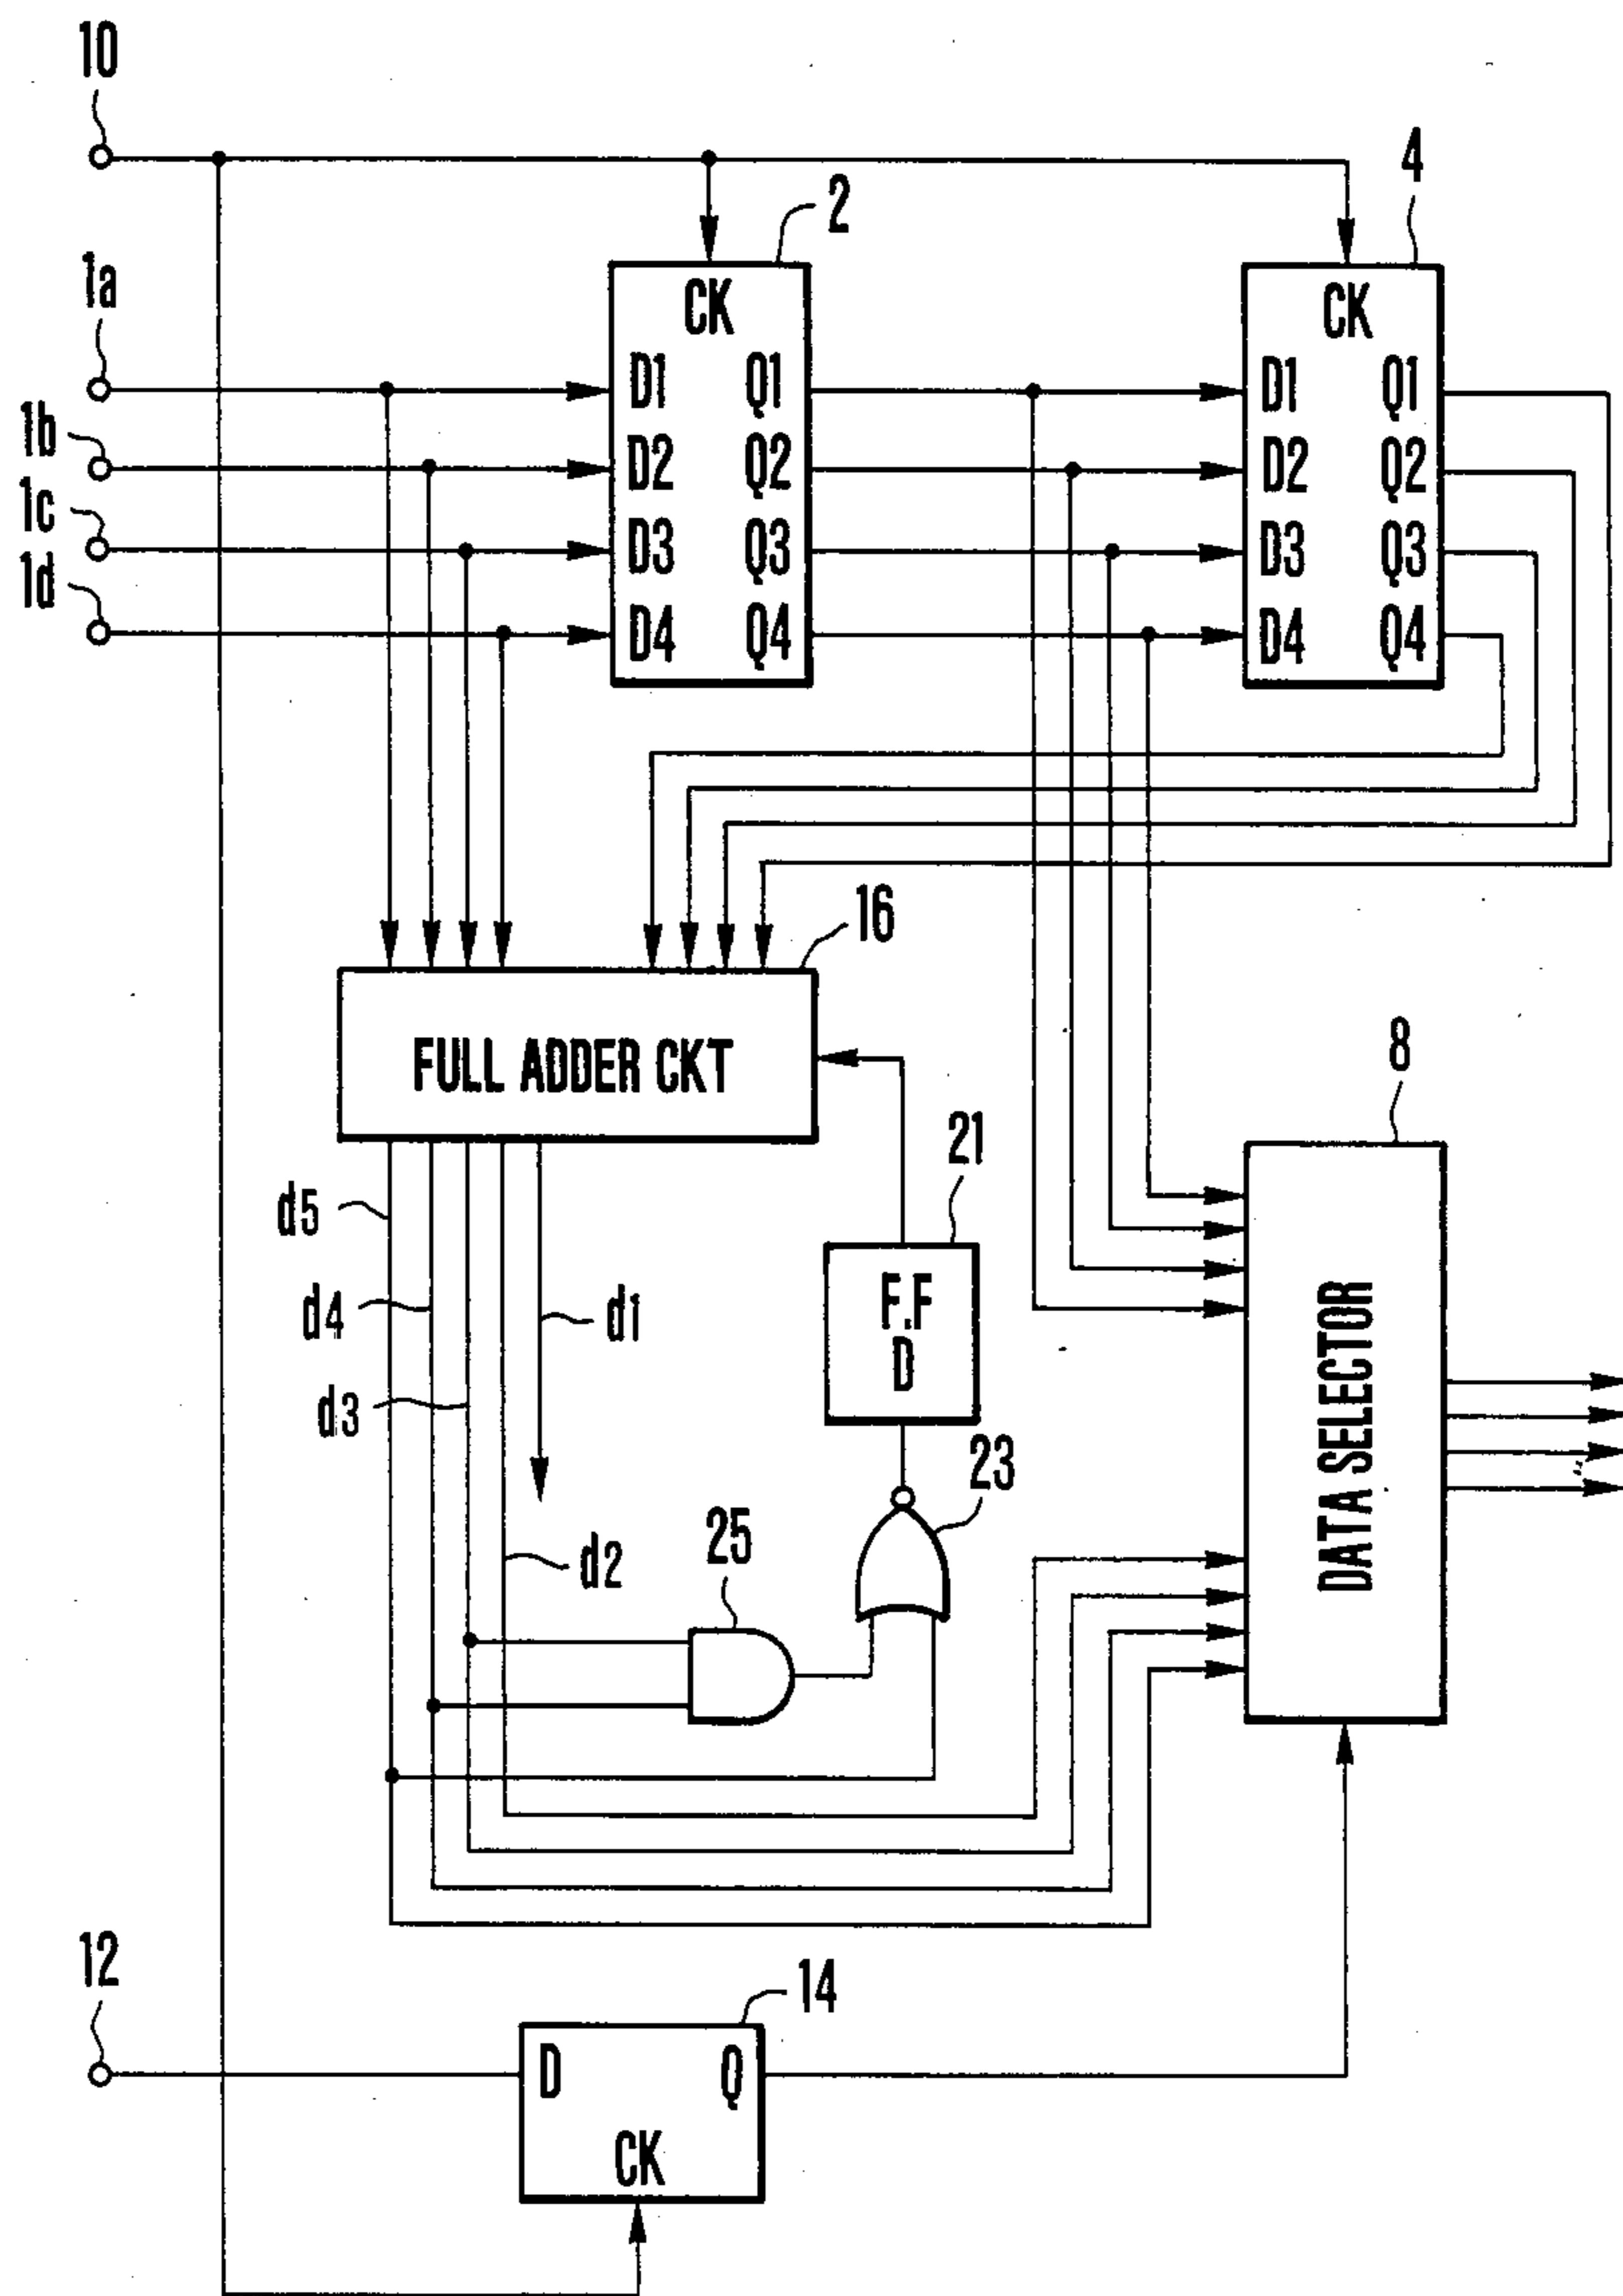 10
4
2
1a
CK
CK
D1 Q1
D1 Q1
1b
D2 Q2
D2 Q2
1c
D3 Q3
D3 Q3
1d
D4 Q4
D4 Q4
16
FULL ADDER CKT
8
21
d5
F.F
D
d4
d1
d3
DATA SELECTOR
23
25
d2
12
14
D Q
CK